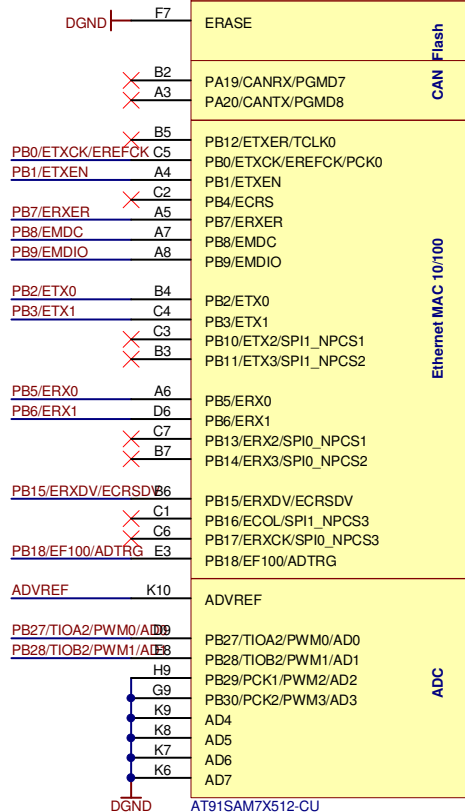 DGND F7 ERASE
Flash
B2 PA19/CANRX/PGMD7
A3 PA20/CANTX/PGMD8
CAN
B5 PB12/ETXER/TCLK0
PB0/ETXCK/EREFCK C5 PB0/ETXCK/EREFCK/PCK0
PB1/ETXEN A4 PB1/ETXEN
C2 PB4/ECRS
PB7/ERXER A5 PB7/ERXER
PB8/EMDC A7 PB8/EMDC
PB9/EMDIO A8 PB9/EMDIO
PB2/ETX0 B4 PB2/ETX0
PB3/ETX1 C4 PB3/ETX1
C3 PB10/ETX2/SPI1_NPCS1
B3 PB11/ETX3/SPI1_NPCS2
Ethernet MAC 10/100
PB5/ERX0 A6 PB5/ERX0
PB6/ERX1 D6 PB6/ERX1
C7 PB13/ERX2/SPI0_NPCS1
B7 PB14/ERX3/SPI0_NPCS2
PB15/ERXDV/ECRSDV B6 PB15/ERXDV/ECRSDV
C1 PB16/ECOL/SPI1_NPCS3
C6 PB17/ERXCK/SPI0_NPCS3
PB18/EF100/ADTRG E3 PB18/EF100/ADTRG
ADVREF K10 ADVREF
PB27/TIOA2/PWM0/AD0 D9 PB27/TIOA2/PWM0/AD0
PB28/TIOB2/PWM1/AD1 E8 PB28/TIOB2/PWM1/AD1
H9 PB29/PCK1/PWM2/AD2
G9 PB30/PCK2/PWM3/AD3
ADC
K9 AD4
K8 AD5
K7 AD6
K6 AD7
DGND AT91SAM7X512-CU